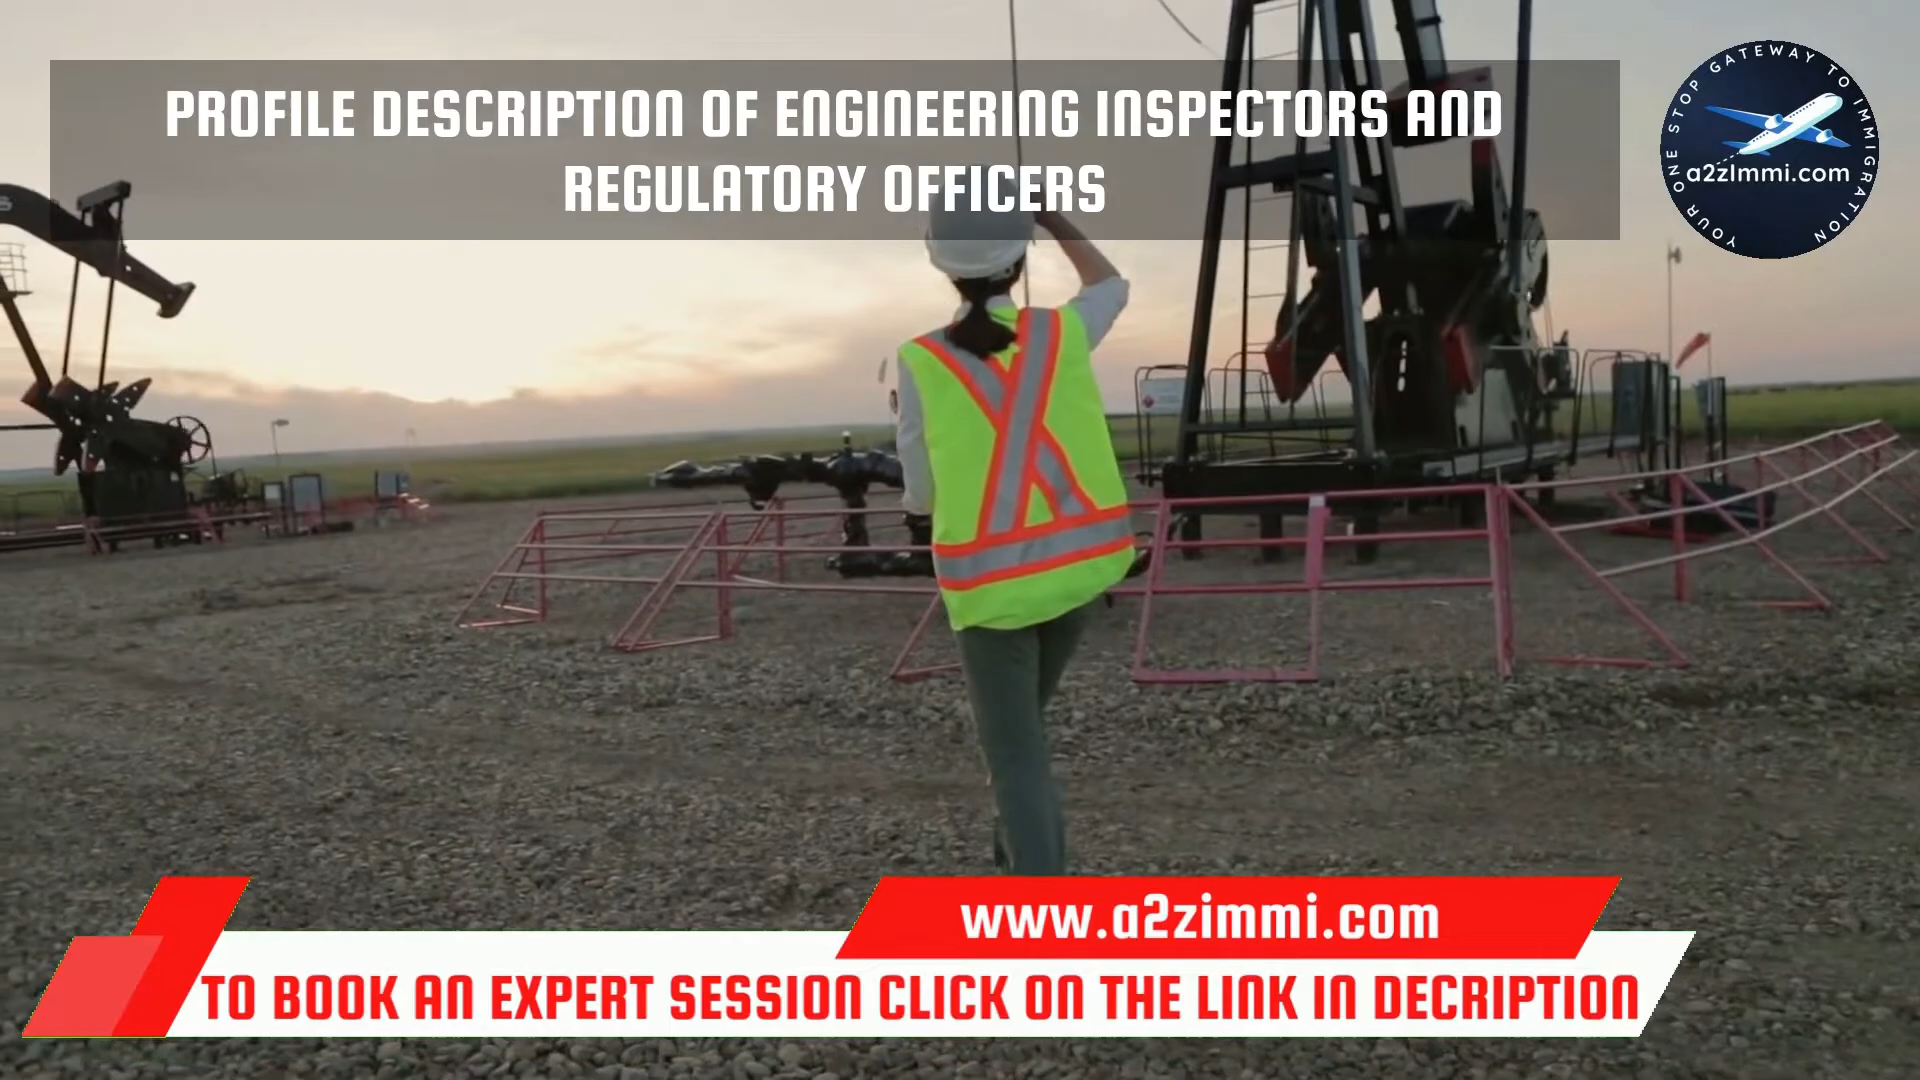 PROFILE DESCRIPTION OF ENGINEERING INSPECTORS AND
REGULATORY OFFICERS
YOUR ONE STOP GATEWAY TO IMMIGRATION
a2zImmi.com
www.a2zimmi.com
TO BOOK AN EXPERT SESSION CLICK ON THE LINK IN DECRIPTION